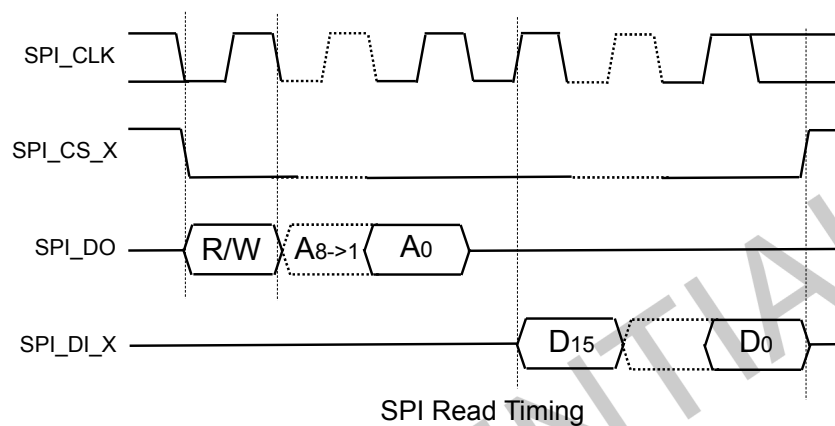 SPI_CLK
SPI_CS_X
SPI_DO R/W A8->1 A0
SPI_DI_X D15 D0
SPI Read Timing